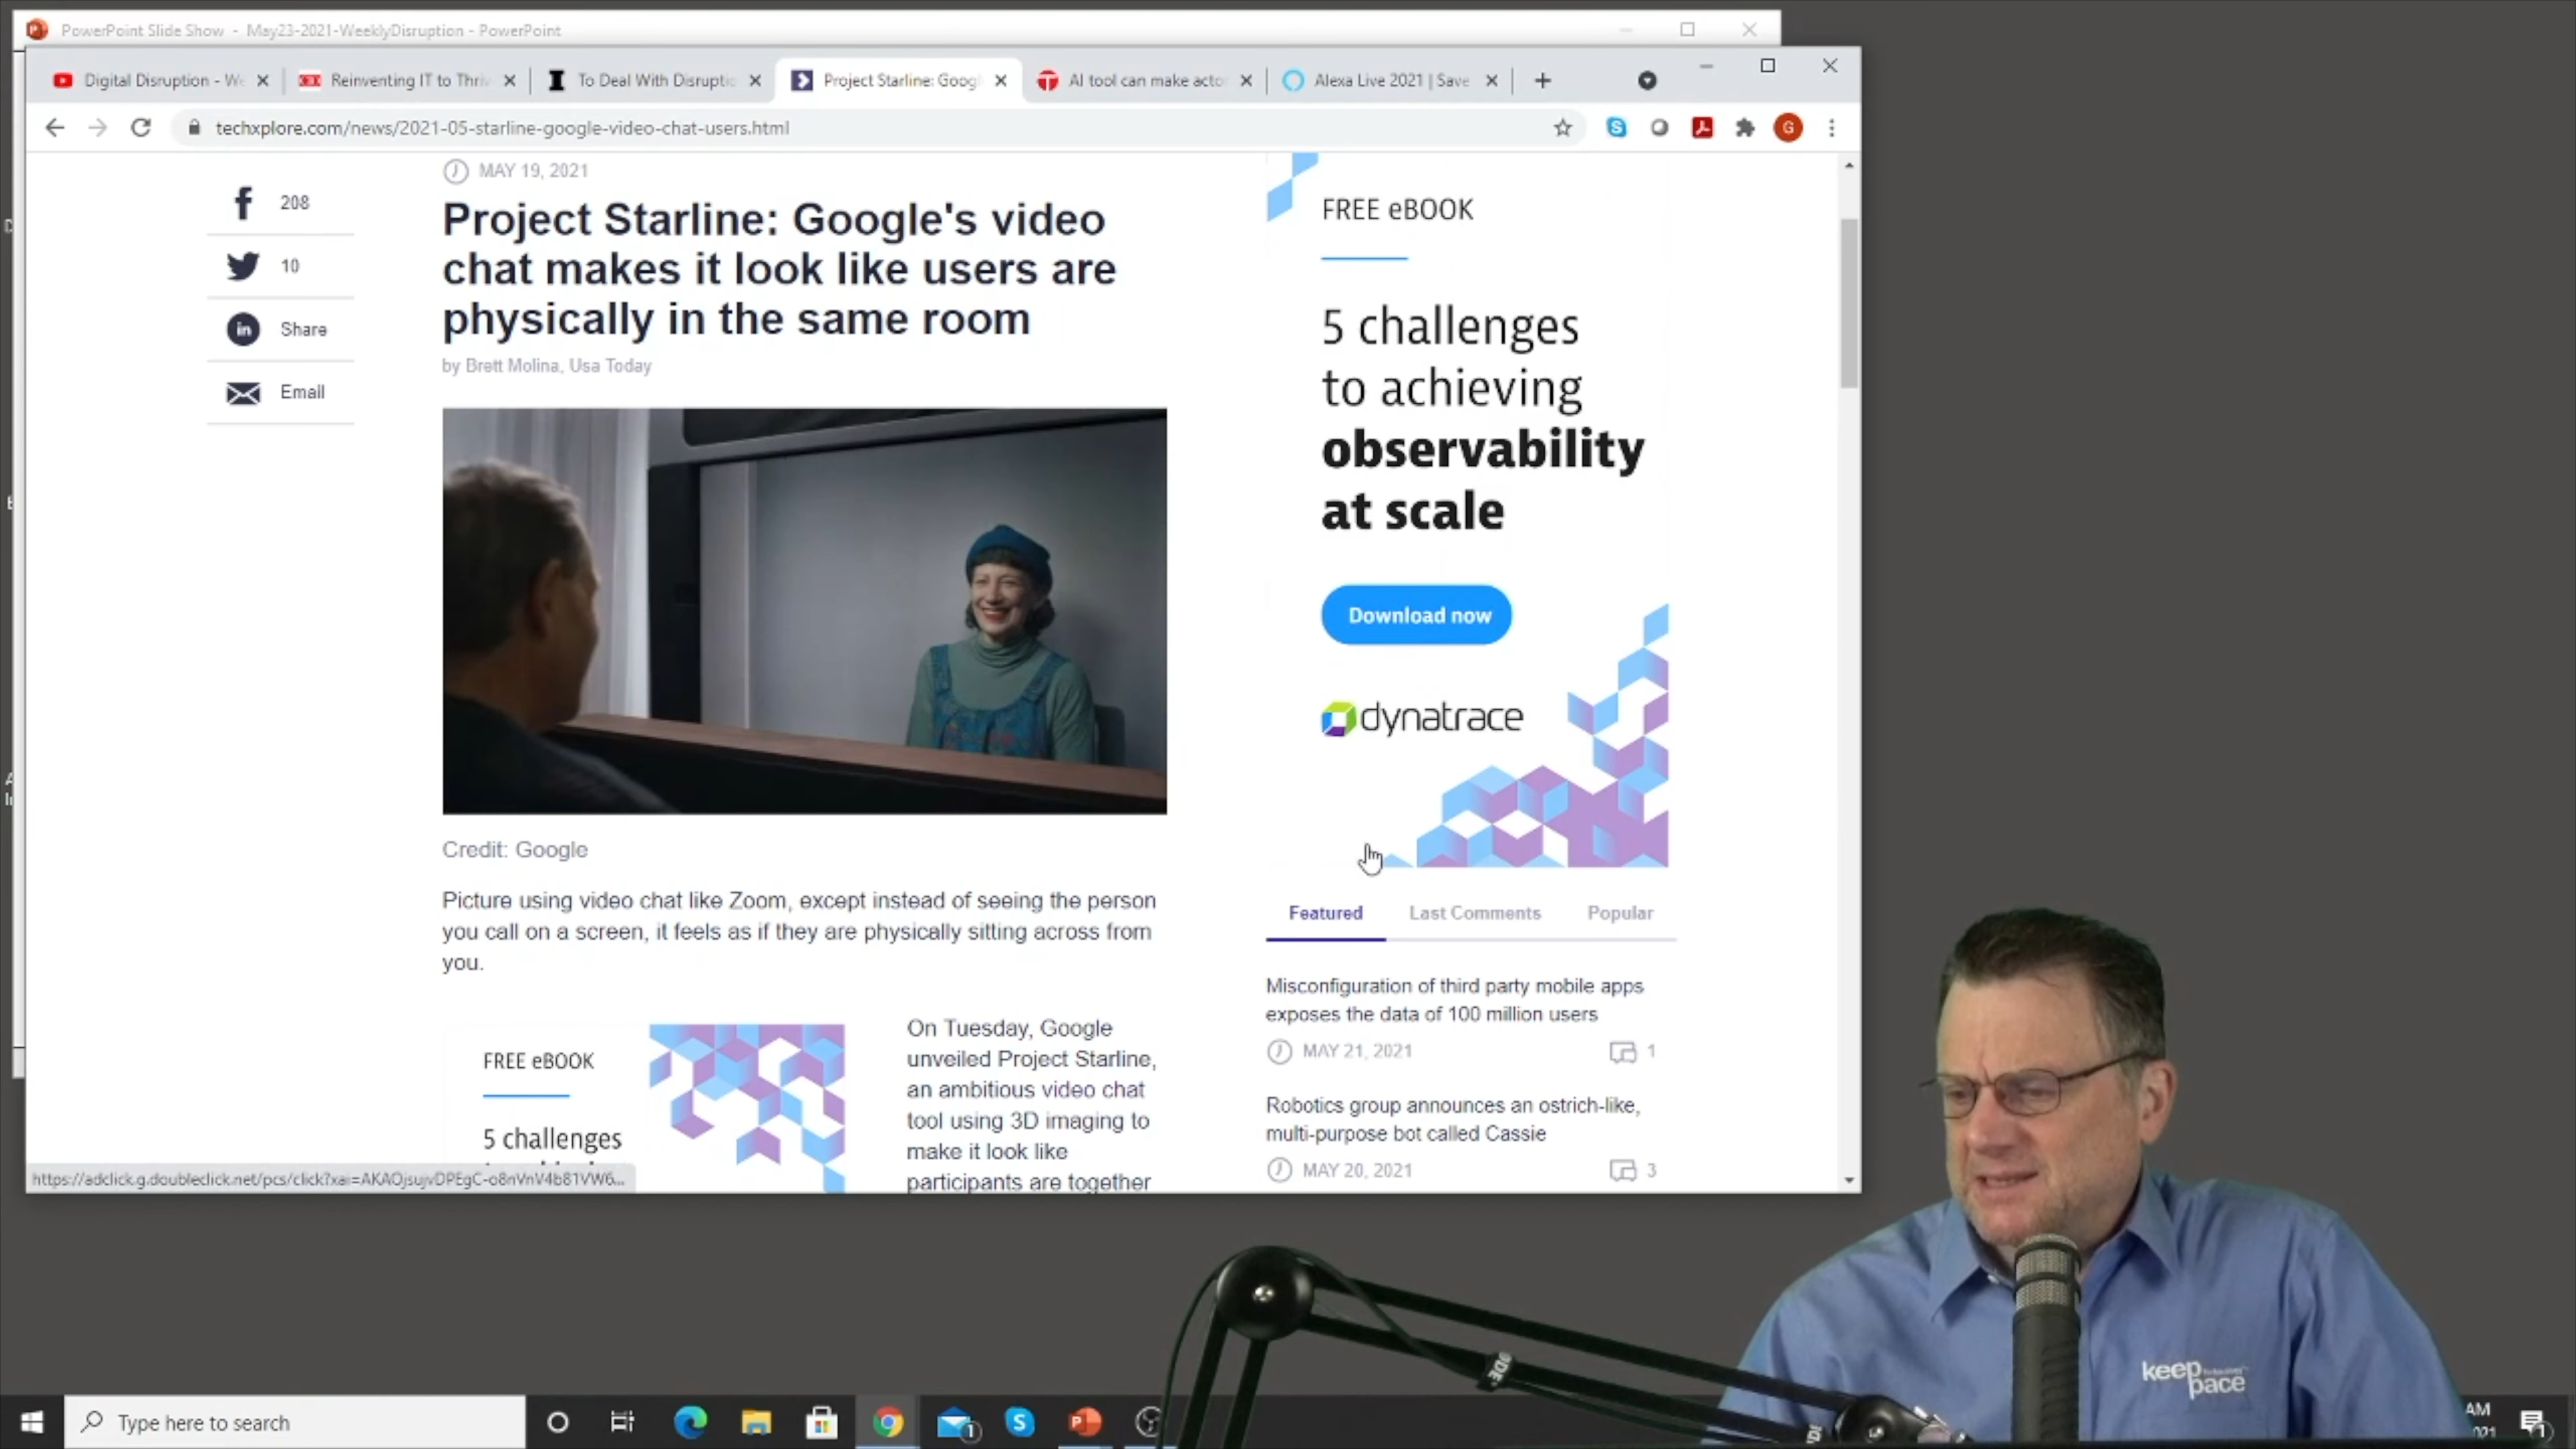 PowerPoint Slide Show - May23-2021-WeeklyDisruption - PowerPoint
Digital Disruption - We
Reinventing IT to Thriv
To Deal With Disruptio
Project Starline: Goog
AI tool can make actor
Alexa Live 2021 | Save
techxplore.com/news/2021-05-starline-google-video-chat-users.html
G
208
10
Share
Email
MAY 19, 2021
Project Starline: Google's video
chat makes it look like users are
physically in the same room
by Brett Molina, Usa Today
Credit: Google
Picture using video chat like Zoom, except instead of seeing the person
you call on a screen, it feels as if they are physically sitting across from
you.
FREE eBOOK
5 challenges
On Tuesday, Google
unveiled Project Starline,
an ambitious video chat
tool using 3D imaging to
make it look like
participants are together
FREE eBOOK
5 challenges
to achieving
observability
at scale
Download now
dynatrace
Featured
Last Comments
Popular
Misconfiguration of third party mobile apps
exposes the data of 100 million users
MAY 21, 2021
1
Robotics group announces an ostrich-like,
multi-purpose bot called Cassie
MAY 20, 2021
3
keep
pace
Type here to search
1
AM
021
1